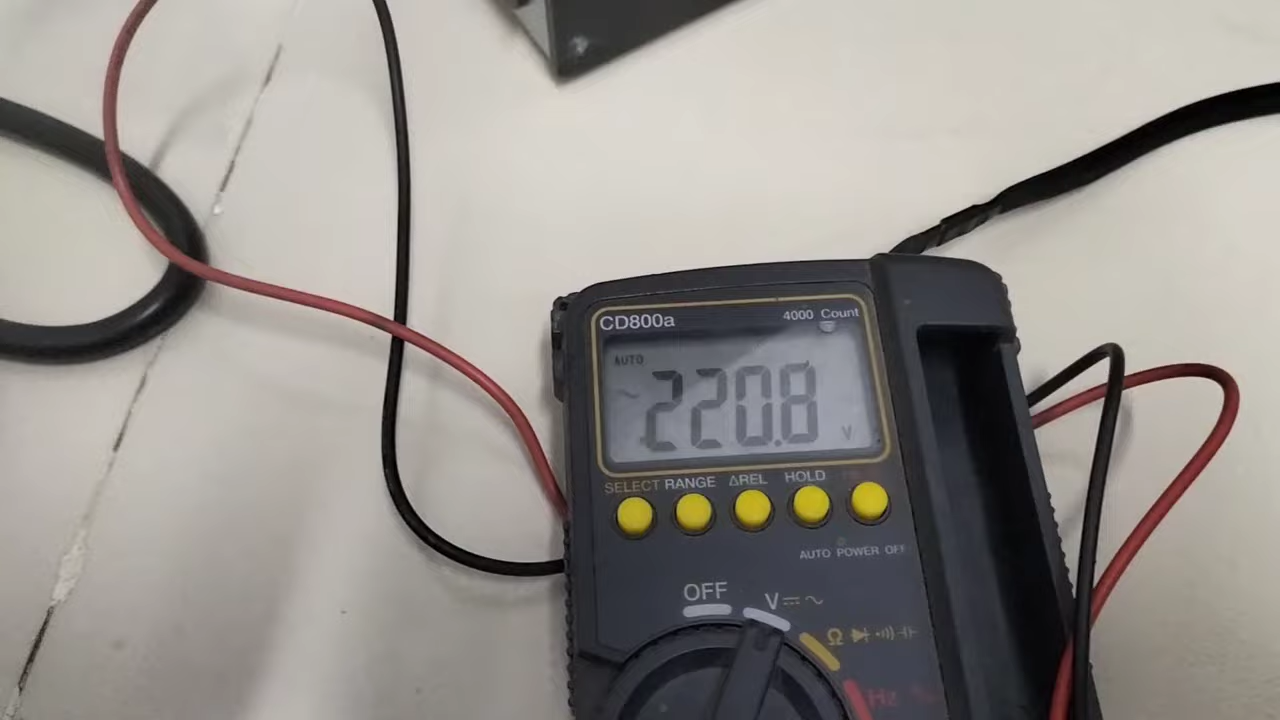 CD800a 4000 Count
AUTO
~ 220.8 V
SELECT RANGE ΔREL HOLD
AUTO POWER OFF
OFF
V ⎓ ~
Ω
Hz